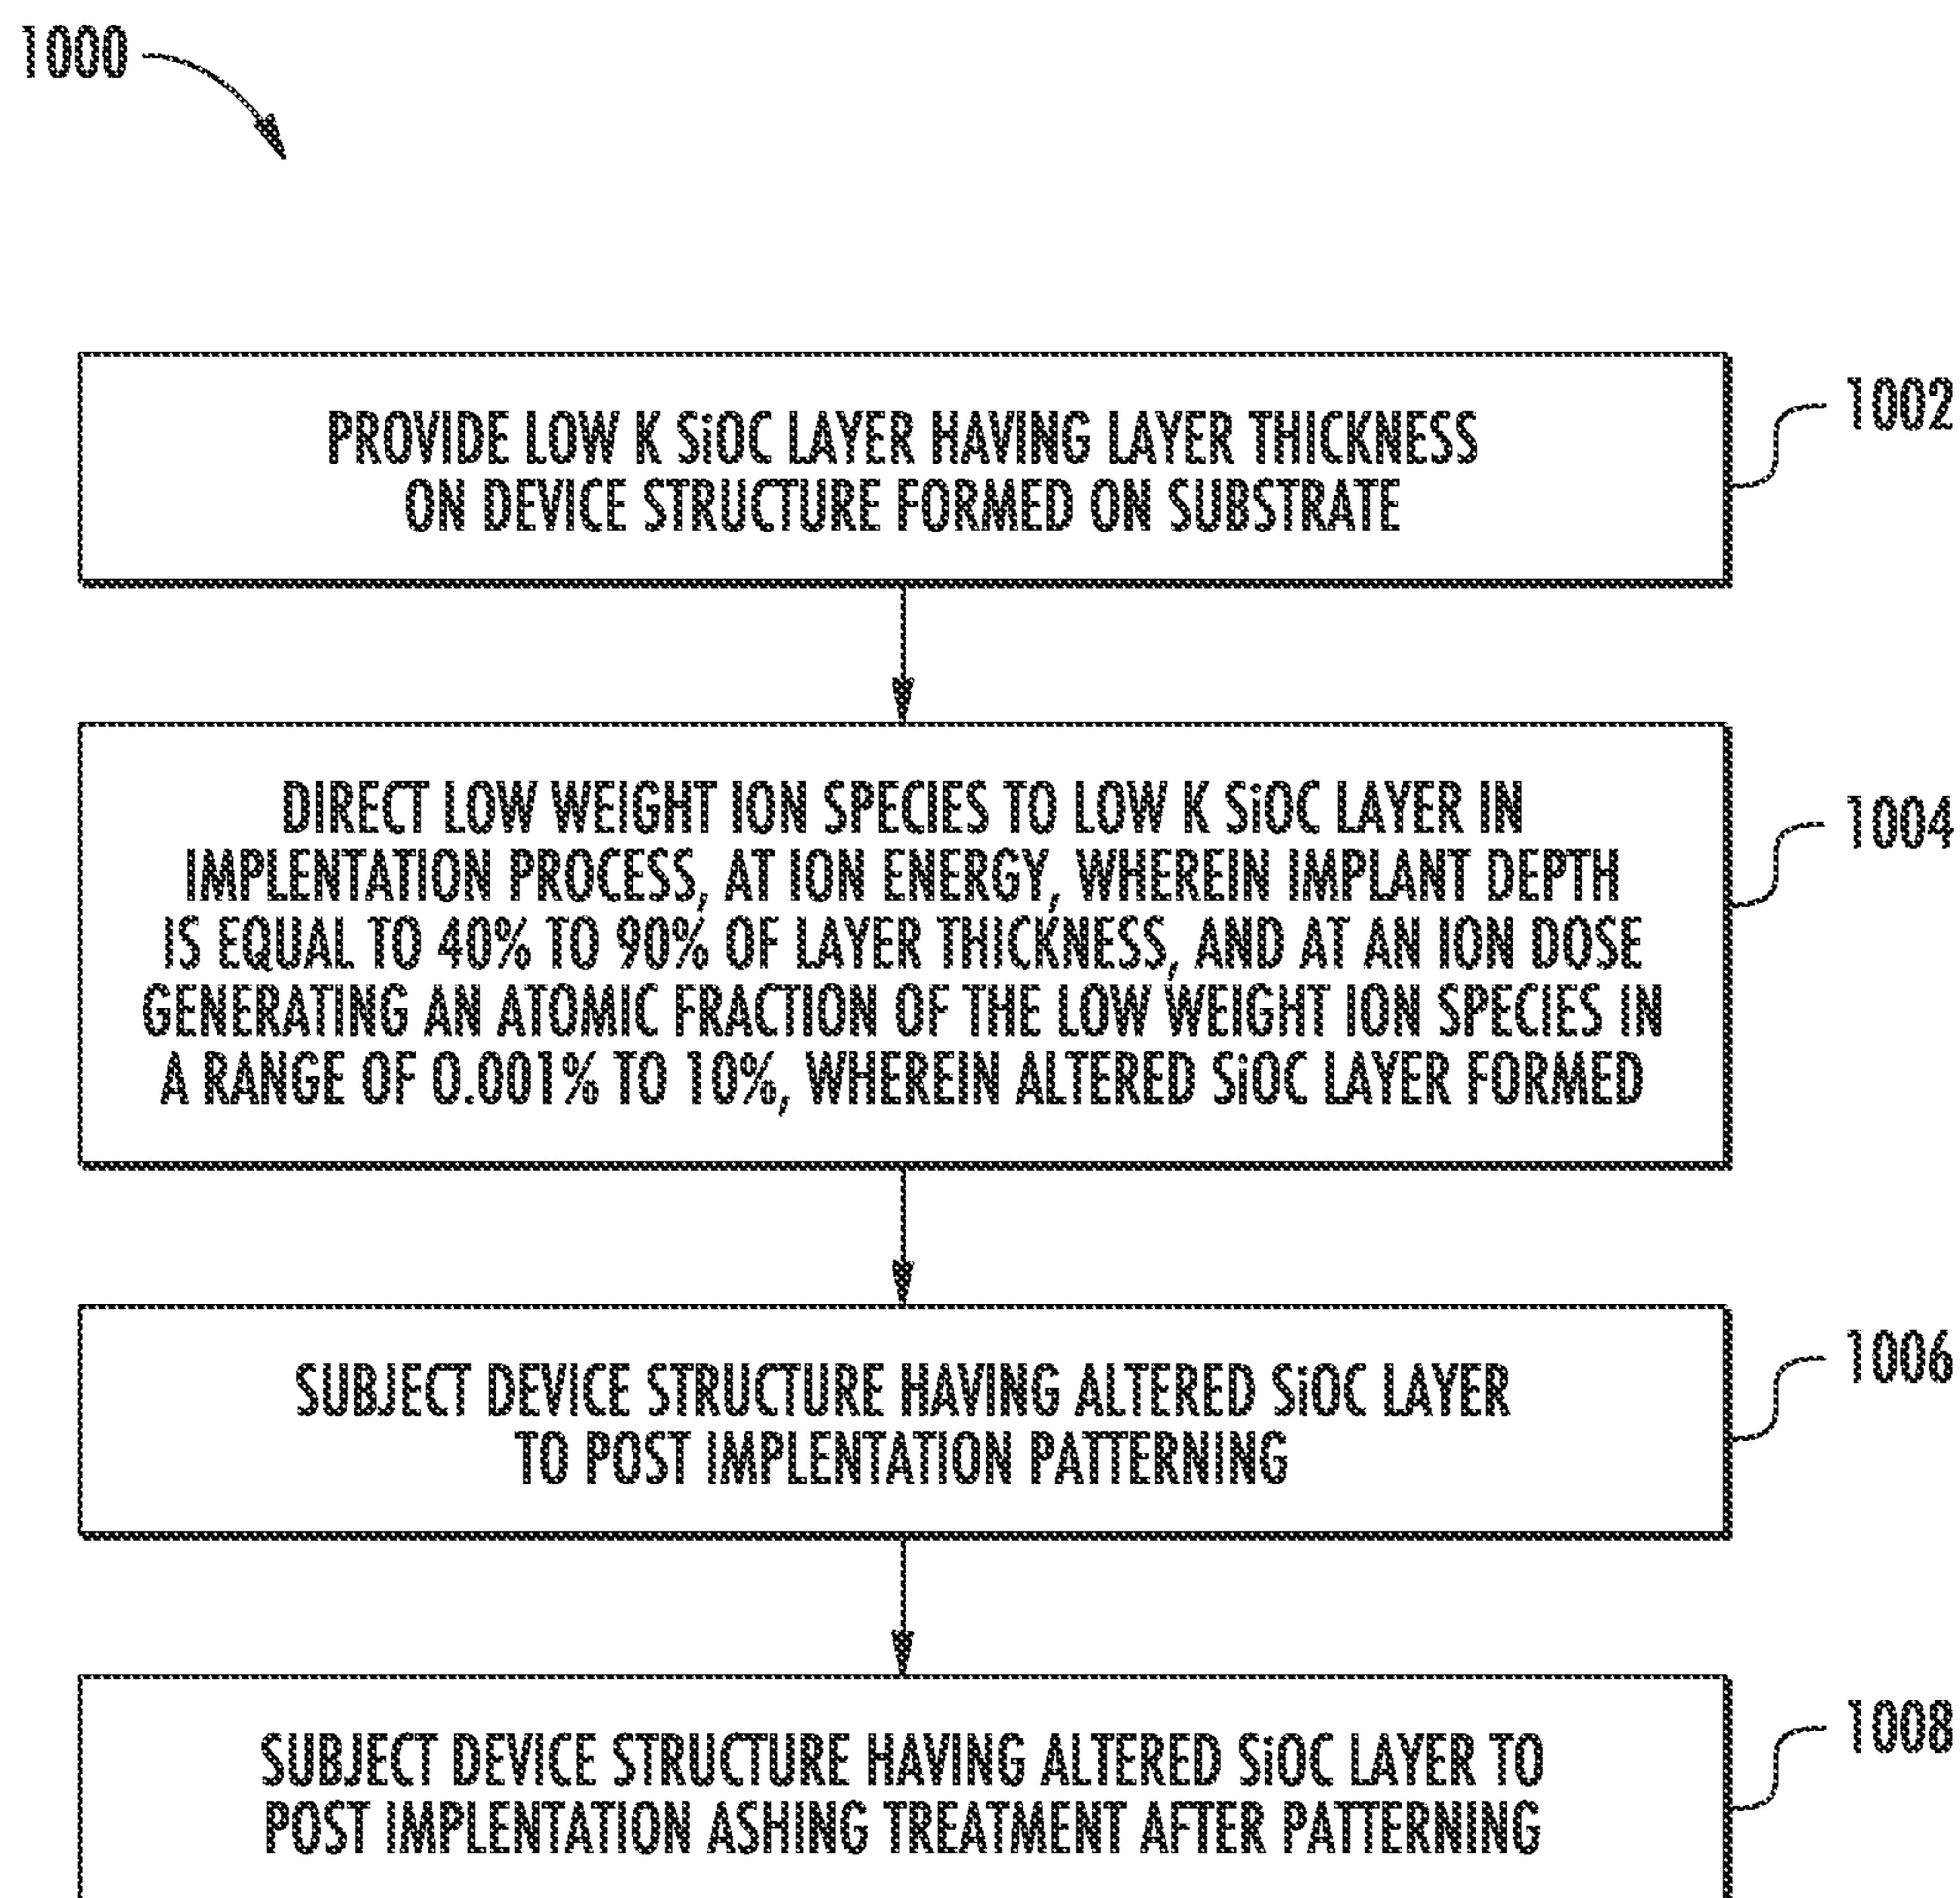 1000
PROVIDE LOW K SiOC LAYER HAVING LAYER THICKNESS
ON DEVICE STRUCTURE FORMED ON SUBSTRATE
1002
DIRECT LOW WEIGHT ION SPECIES TO LOW K SiOC LAYER IN
IMPLENTATION PROCESS, AT ION ENERGY, WHEREIN IMPLANT DEPTH
IS EQUAL TO 40% TO 90% OF LAYER THICKNESS, AND AT AN ION DOSE
GENERATING AN ATOMIC FRACTION OF THE LOW WEIGHT ION SPECIES IN
A RANGE OF 0.001% TO 10%, WHEREIN ALTERED SiOC LAYER FORMED
1004
SUBJECT DEVICE STRUCTURE HAVING ALTERED SiOC LAYER
TO POST IMPLENTATION PATTERNING
1006
SUBJECT DEVICE STRUCTURE HAVING ALTERED SiOC LAYER TO
POST IMPLENTATION ASHING TREATMENT AFTER PATTERNING
1008